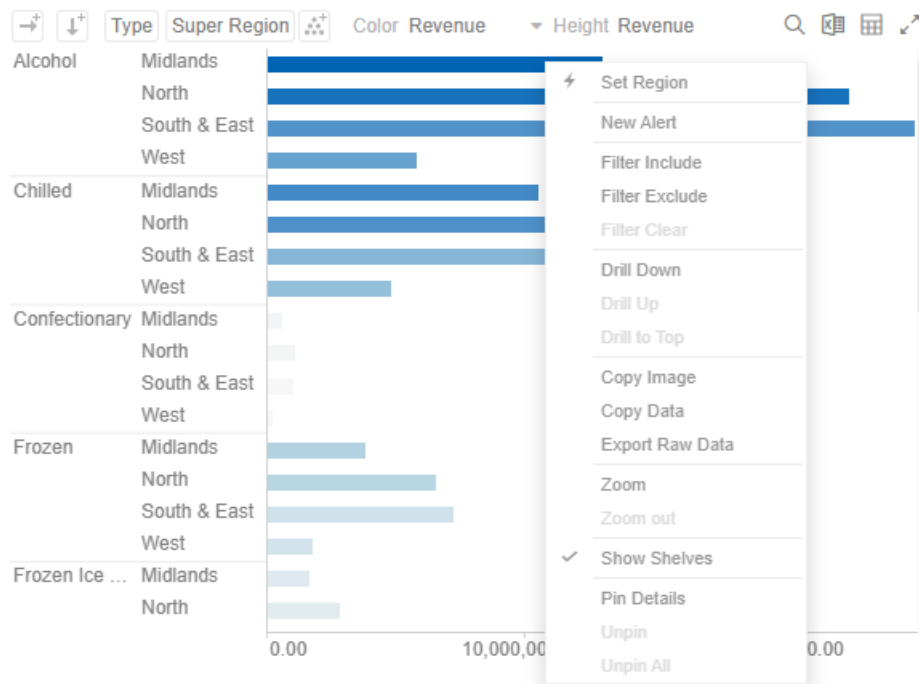 Type Super Region Color Revenue Height Revenue
Alcohol Midlands
North
South & East
West
Chilled Midlands
North
South & East
West
Confectionary Midlands
North
South & East
West
Frozen Midlands
North
South & East
West
Frozen Ice ... Midlands
North
0.00 10,000,00 0.00
Set Region
New Alert
Filter Include
Filter Exclude
Filter Clear
Drill Down
Drill Up
Drill to Top
Copy Image
Copy Data
Export Raw Data
Zoom
Zoom out
Show Shelves
Pin Details
Unpin
Unpin All